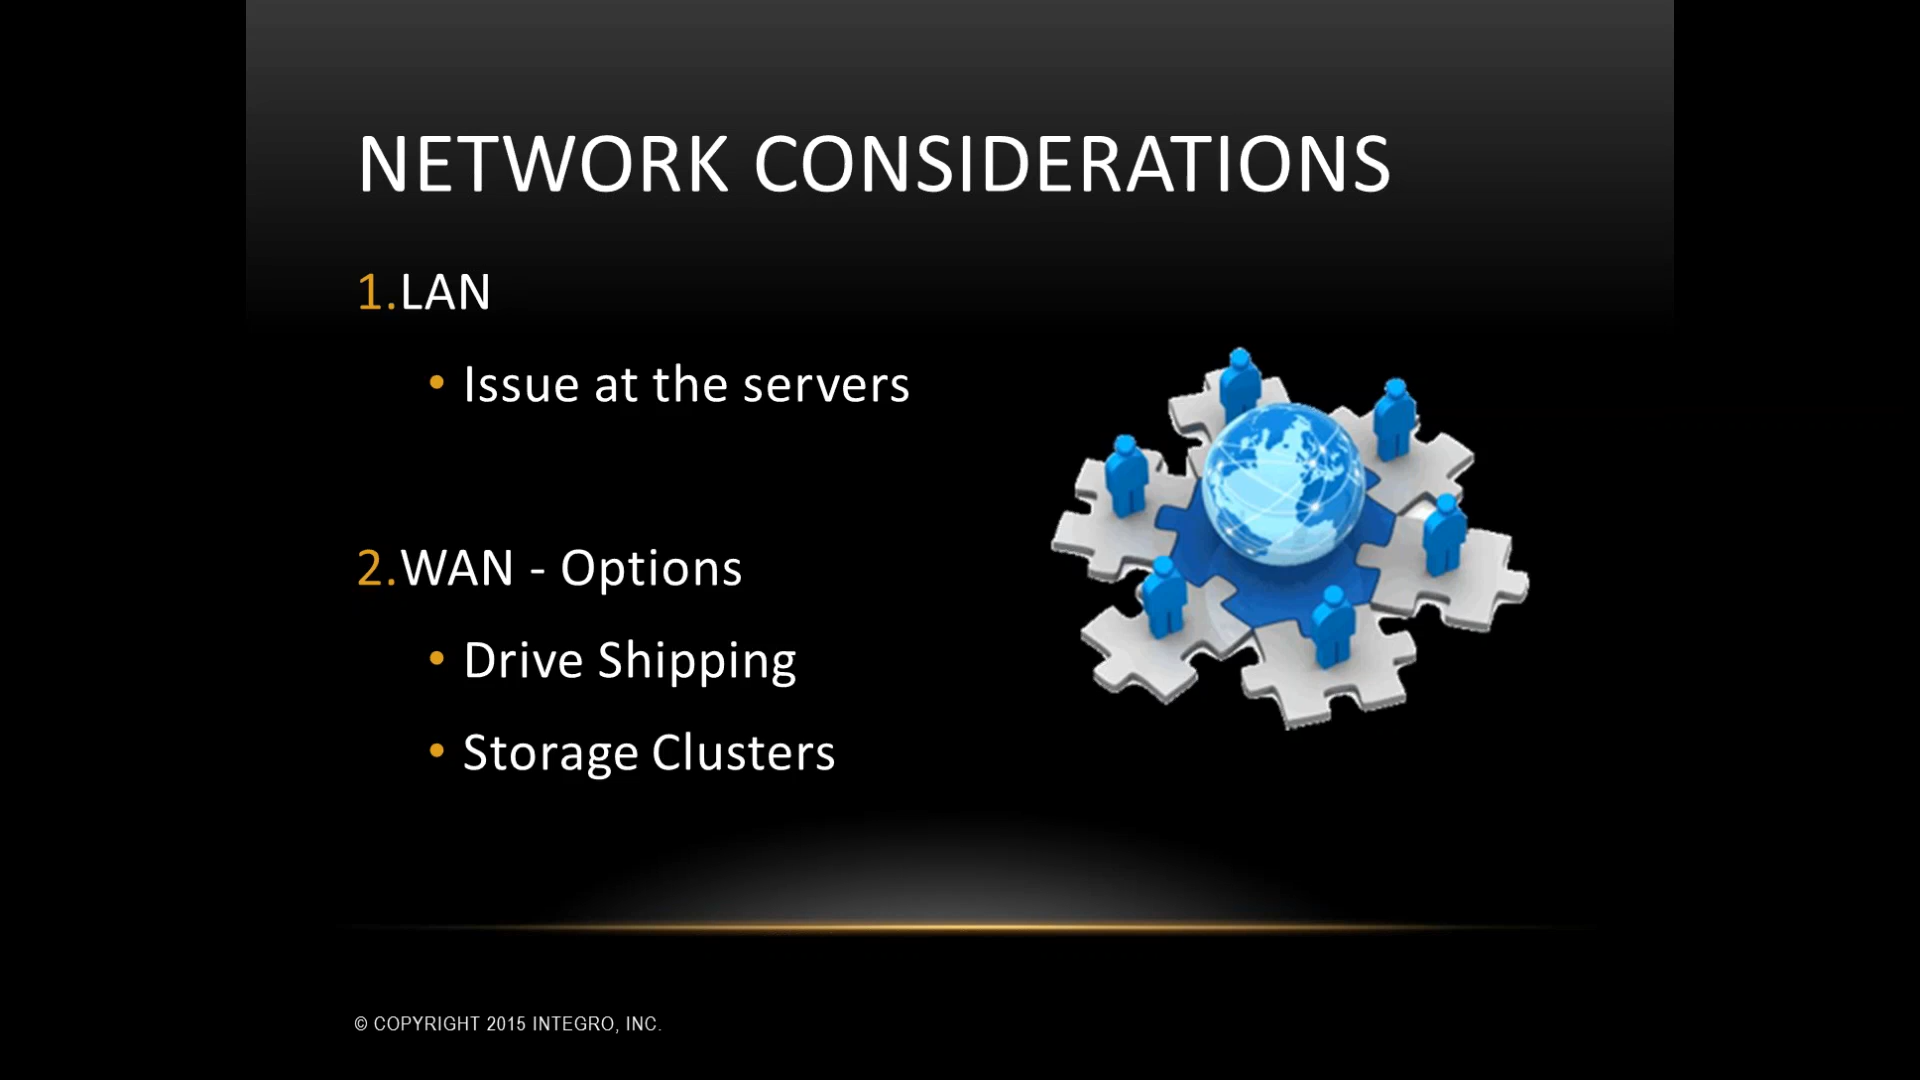 NETWORK CONSIDERATIONS
1.LAN
• Issue at the servers
2.WAN - Options
• Drive Shipping
• Storage Clusters
© COPYRIGHT 2015 INTEGRO, INC.